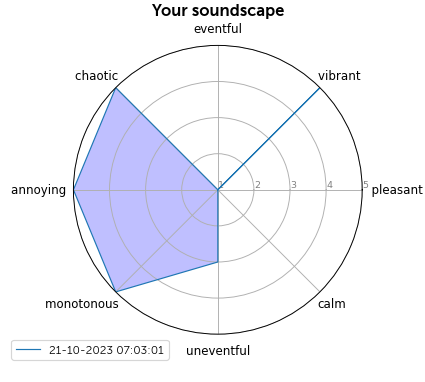 Your soundscape
eventful
chaotic
vibrant
annoying
1
2
3
4
5
pleasant
monotonous
calm
uneventful
21-10-2023 07:03:01